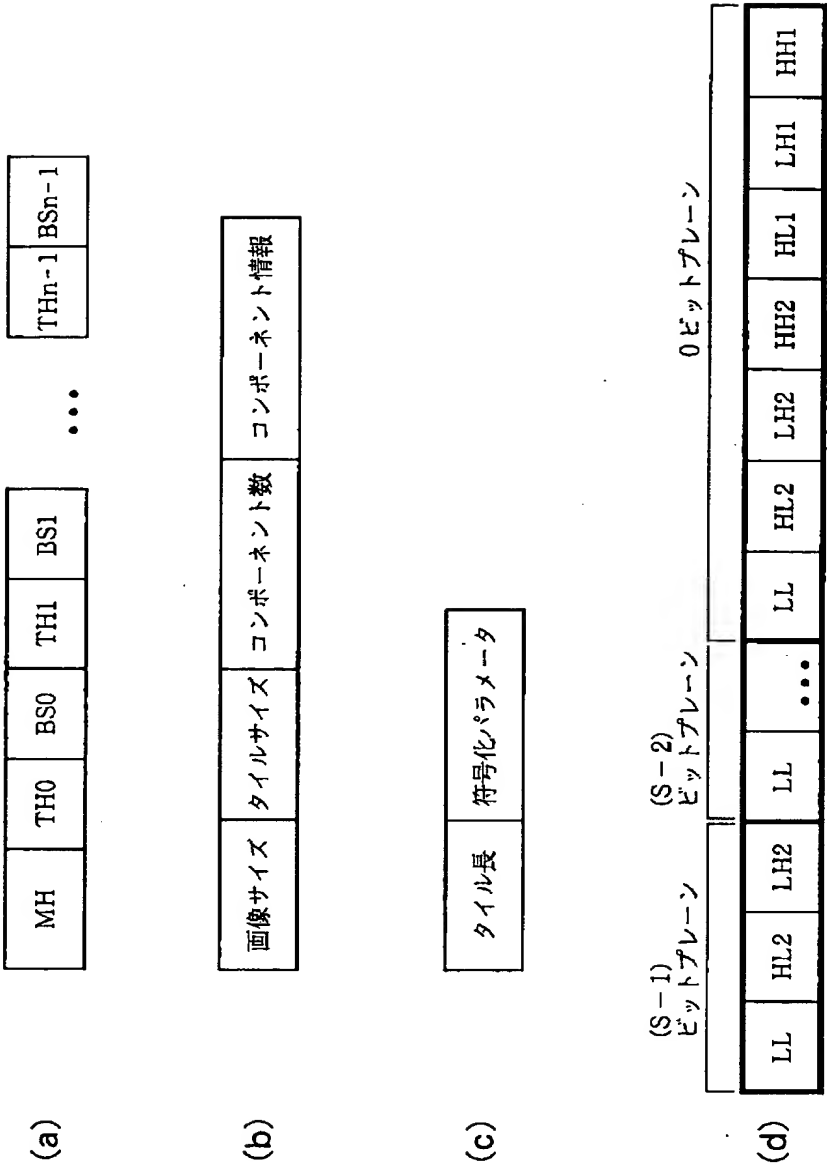 (a)
MH TH0 BS0 TH1 BS1 ••• THn-1 BSn-1
(b)
画像サイズ タイルサイズ コンポーネント数 コンポーネント情報
(c)
タイル長 符号化パラメータ
(d)
(S-1)
ビットプレーン
(S-2)
ビットプレーン
0ビットプレーン
LL HL2 LH2 LL ••• LL HL2 LH2 HH2 HL1 LH1 HH1